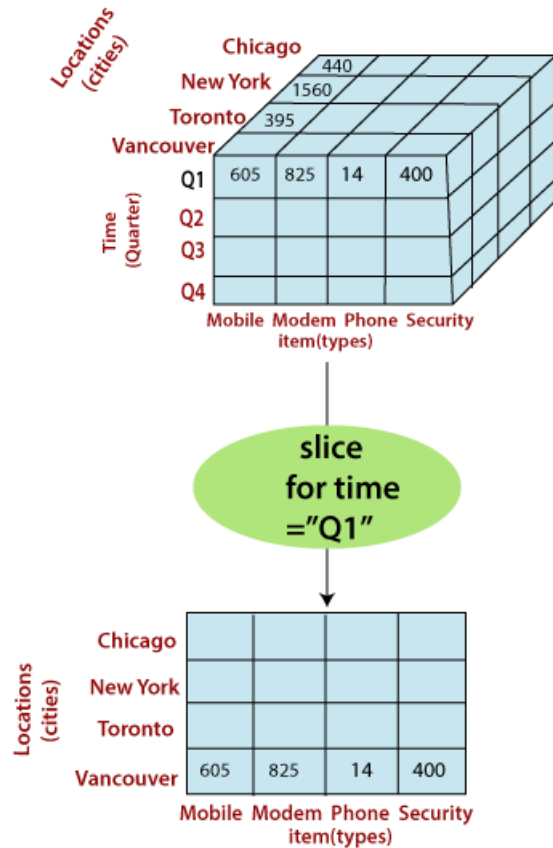 Locations
(cities)
Chicago
440
New York
1560
Toronto
395
Vancouver
Q1 605 825 14 400
Time
(Quarter)
Q2
Q3
Q4
Mobile Modem Phone Security
item(types)
slice
for time
="Q1"
Locations
(cities)
Chicago
New York
Toronto
Vancouver 605 825 14 400
Mobile Modem Phone Security
item(types)